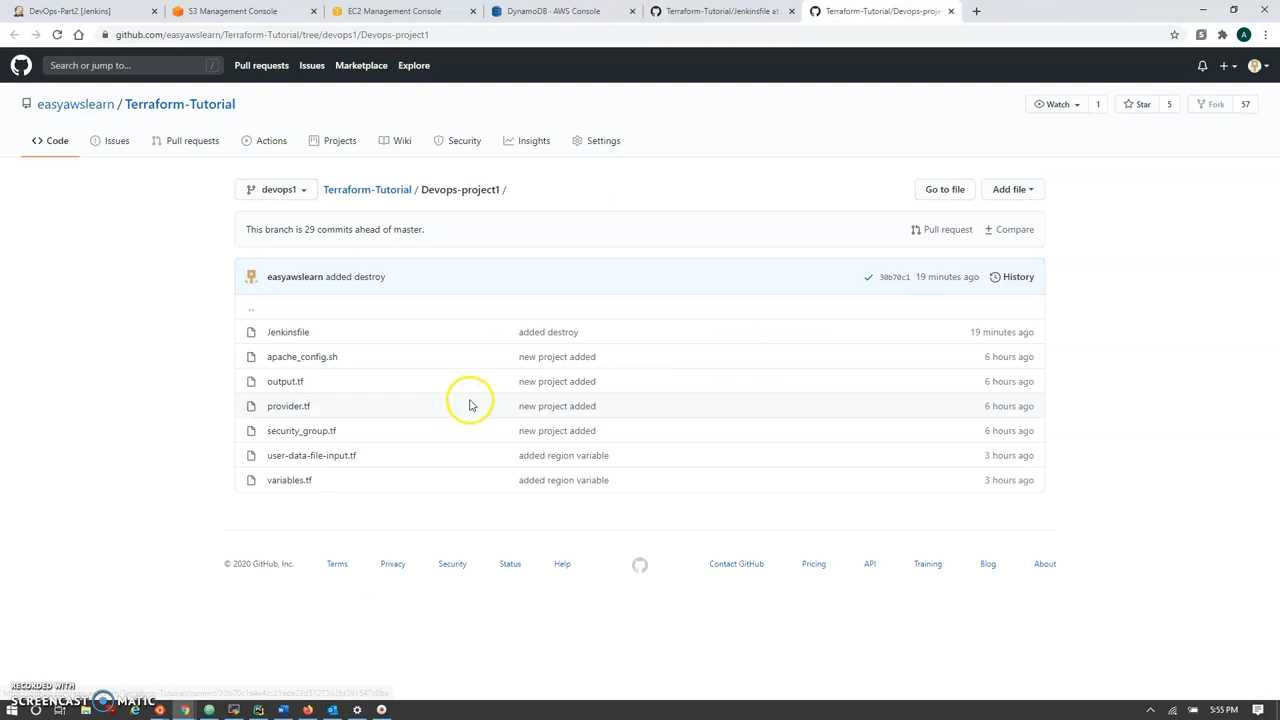 DevOps-Part2 [Jenkins]
S3 Management Console
EC2 Management Console
DynamoDB · AWS Console
Terraform-Tutorial/Jenkinsfile at
Terraform-Tutorial/Devops-proje
github.com/easyawslearn/Terraform-Tutorial/tree/devops1/Devops-project1
A
Search or jump to...
/
Pull requests
Issues
Marketplace
Explore
easyawslearn / Terraform-Tutorial
Watch 1
Star 5
Fork 57
Code
Issues
Pull requests
Actions
Projects
Wiki
Security
Insights
Settings
devops1
Terraform-Tutorial / Devops-project1 /
Go to file
Add file
This branch is 29 commits ahead of master.
Pull request
Compare
easyawslearn added destroy
30b70c1 19 minutes ago
History
..
Jenkinsfile added destroy 19 minutes ago
apache_config.sh new project added 6 hours ago
output.tf new project added 6 hours ago
provider.tf new project added 6 hours ago
security_group.tf new project added 6 hours ago
user-data-file-input.tf added region variable 3 hours ago
variables.tf added region variable 3 hours ago
© 2020 GitHub, Inc.
Terms
Privacy
Security
Status
Help
Contact GitHub
Pricing
API
Training
Blog
About
RECORDED WITH
SCREENCAST MATIC
5:55 PM